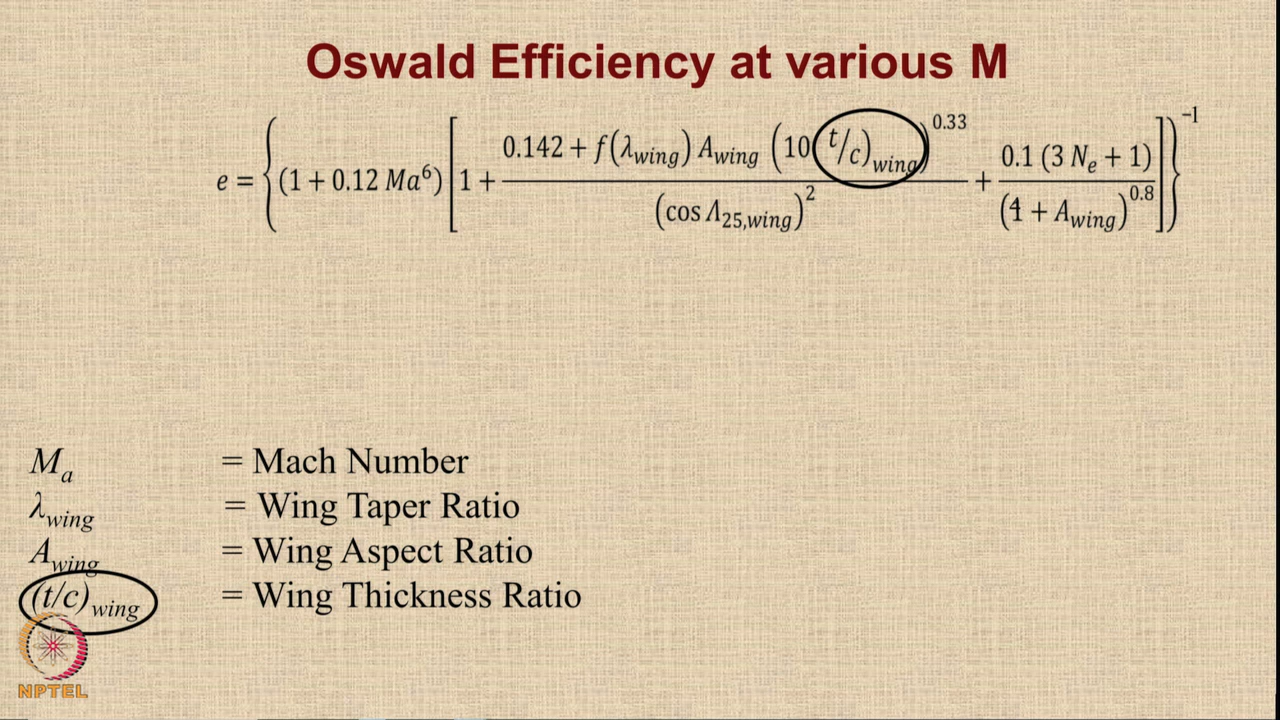 Oswald Efficiency at various M
e = { (1 + 0.12 Ma⁶) [ 1 + (0.142 + f(λ_wing) A_wing (10 t/c)_wing)^0.33 / (cos Λ_25,wing)² + 0.1 (3 N_e + 1) / (4 + A_wing)^0.8 ] }^−1
M_a = Mach Number
λ_wing = Wing Taper Ratio
A_wing = Wing Aspect Ratio
(t/c)_wing = Wing Thickness Ratio
NPTEL